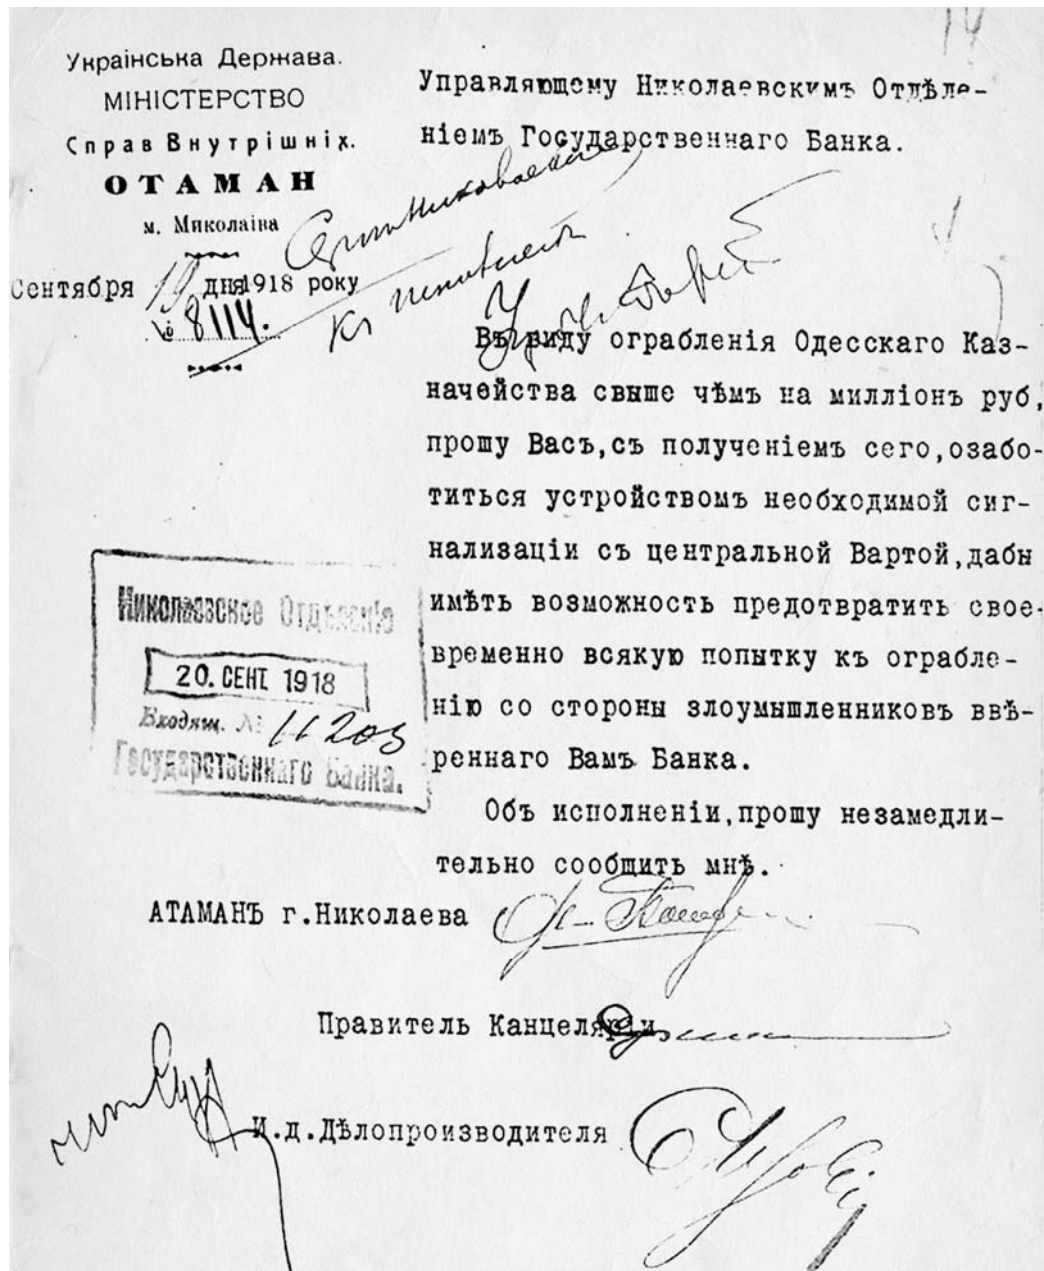 Украінська Держава.
МІНІСТЕРСТВО
Справ Внутрішніх.
ОТАМАН
м. Миколаіва
Сентября 19 дня 1918 року
№ 8114.
Управляющему Николаевскимъ Отдѣле-
ніемъ Государственнаго Банка.
Въ виду ограбленія Одесскаго Каз-
начейства свыше чѣмъ на милліонъ руб,
прошу Васъ,съ полученіемъ сего,озабо-
титься устройствомъ необходимой сиг-
нализаціи съ центральной Вартой,дабы
имѣть возможность предотвратить свое-
временно всякую попытку къ ограбле-
нію со стороны злоумышленниковъ ввѣ-
реннаго Вамъ Банка.
Объ исполненіи,прошу незамедли-
тельно сообщить мнѣ.
Николаевское Отдѣленіе
20. СЕНТ 1918
Входящ. № 11203
Государственнаго Банка.
АТАМАНЪ г.Николаева
Правитель Канцеляріи
И.д.Дѣлопроизводителя